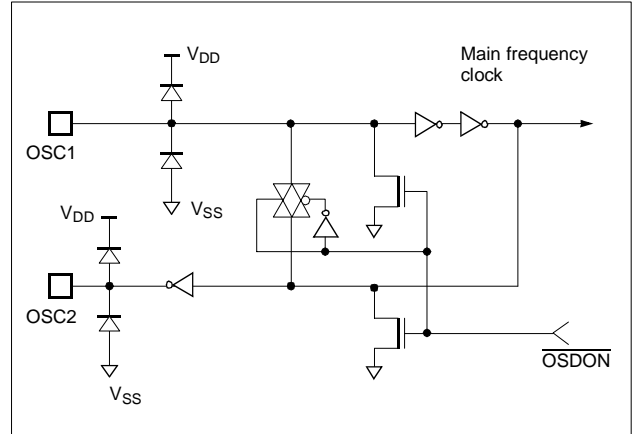 V_DD
Main frequency
clock
OSC1
V_SS
V_DD
OSC2
OSDON
V_SS